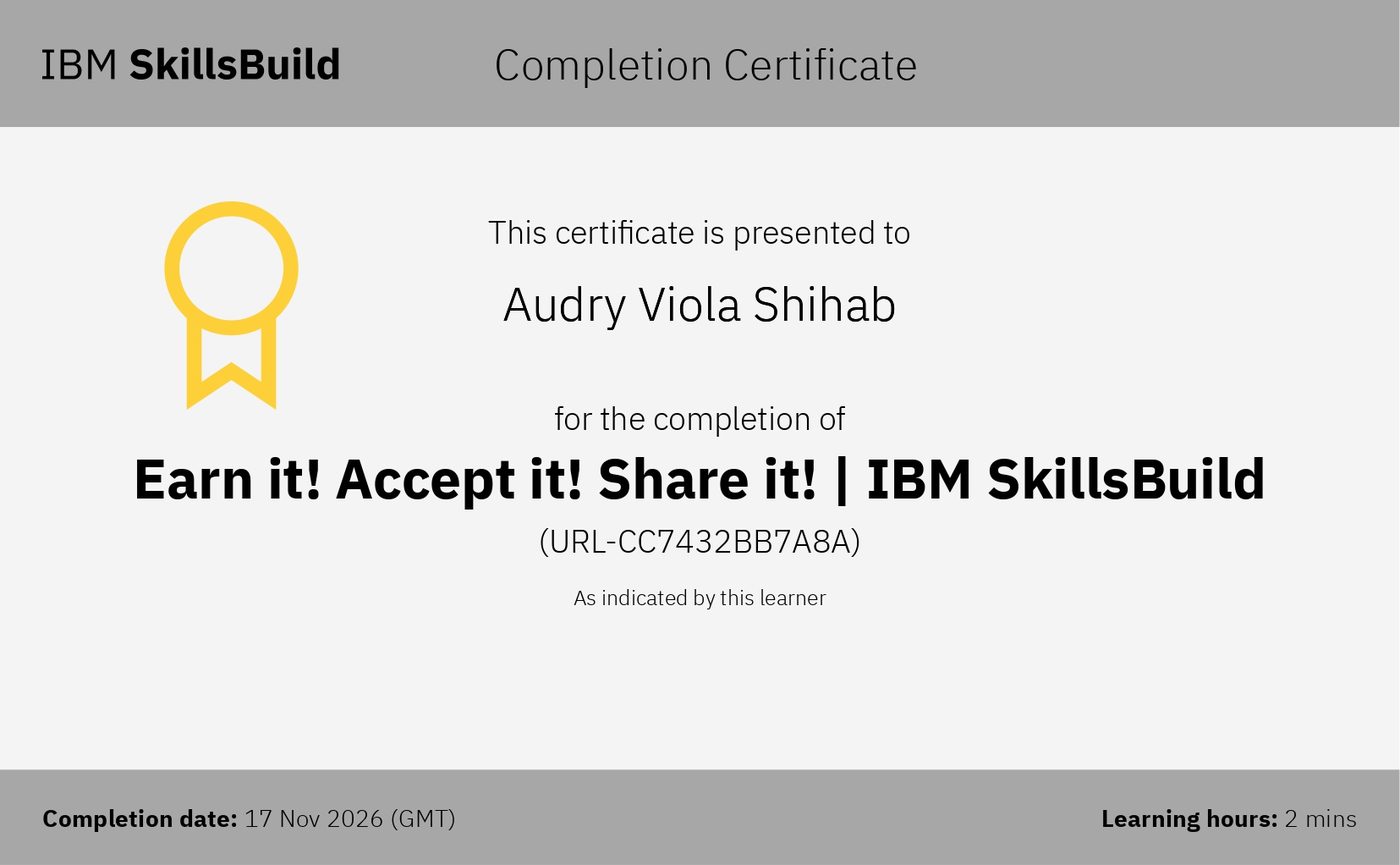 IBM SkillsBuild
Completion Certificate
This certificate is presented to
Audry Viola Shihab
for the completion of
Earn it! Accept it! Share it! | IBM SkillsBuild
(URL-CC7432BB7A8A)
As indicated by this learner
Completion date: 17 Nov 2026 (GMT)
Learning hours: 2 mins